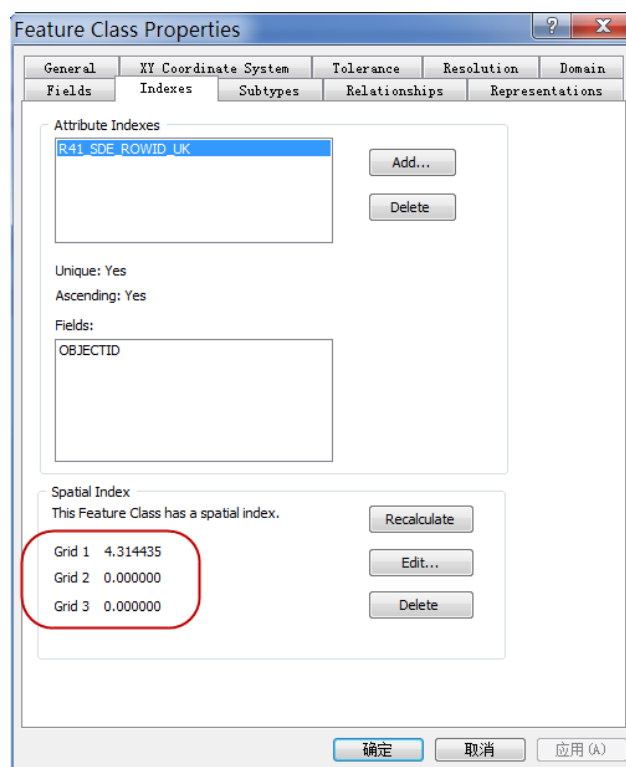 Feature Class Properties
?
X
General XY Coordinate System Tolerance Resolution Domain
Fields Indexes Subtypes Relationships Representations
Attribute Indexes
R41_SDE_ROWID_UK
Add...
Delete
Unique: Yes
Ascending: Yes
Fields:
OBJECTID
Spatial Index
This Feature Class has a spatial index.
Recalculate
Grid 1 4.314435
Edit...
Grid 2 0.000000
Grid 3 0.000000
Delete
确定 取消 应用(A)